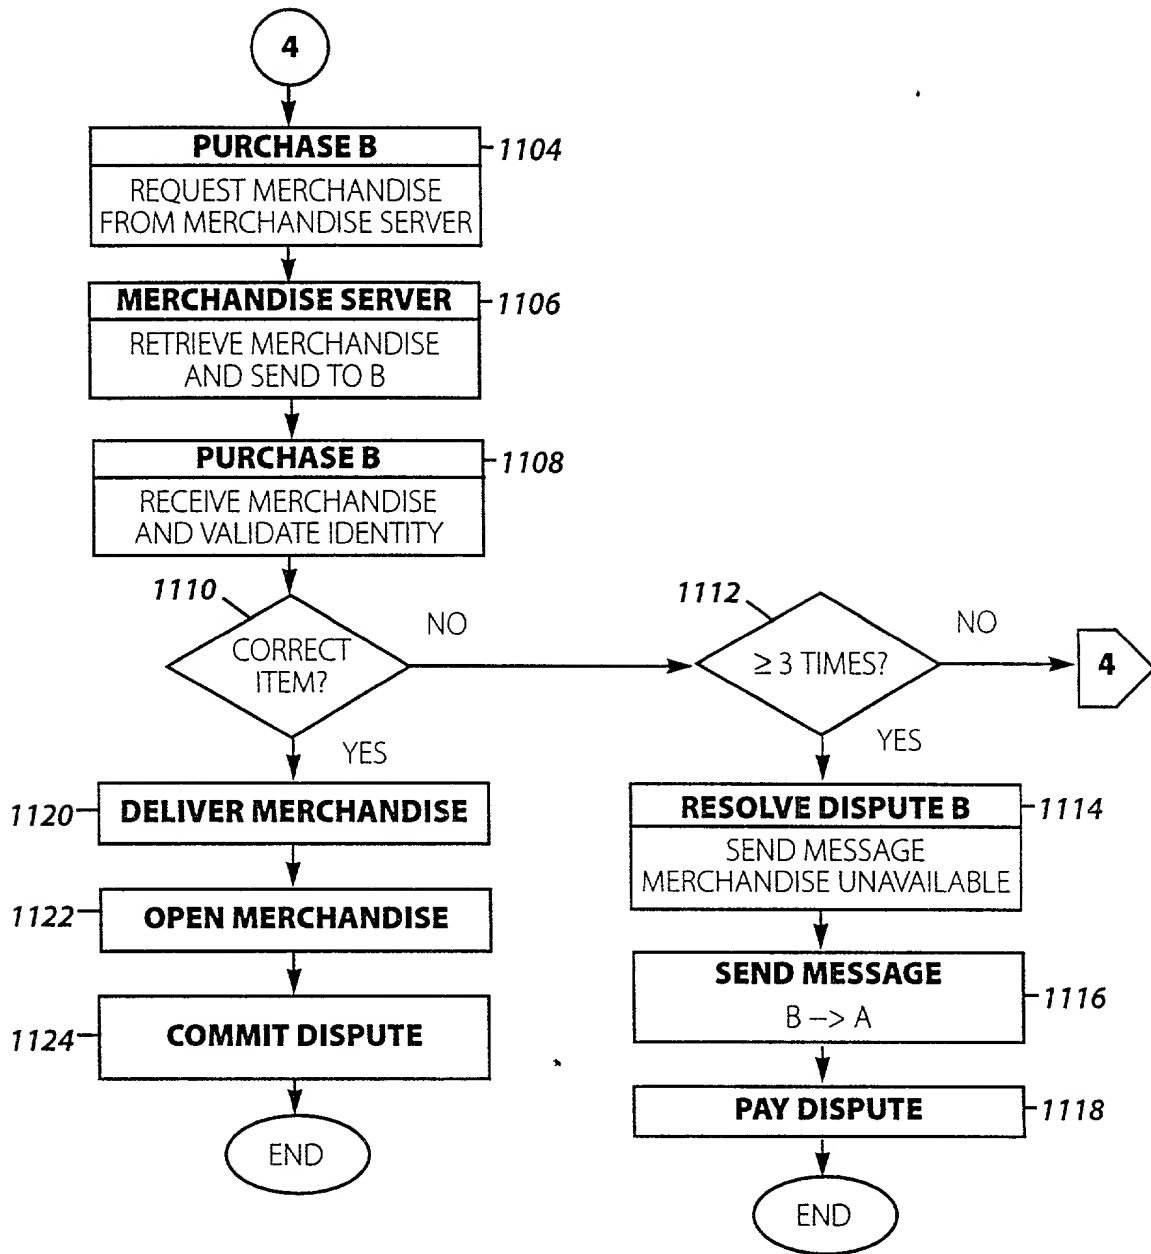 4
PURCHASE B
1104
REQUEST MERCHANDISE
FROM MERCHANDISE SERVER
MERCHANDISE SERVER
1106
RETRIEVE MERCHANDISE
AND SEND TO B
PURCHASE B
1108
RECEIVE MERCHANDISE
AND VALIDATE IDENTITY
1110
CORRECT
ITEM?
NO
YES
1112
≥ 3 TIMES?
NO
4
YES
1120
DELIVER MERCHANDISE
1122
OPEN MERCHANDISE
1124
COMMIT DISPUTE
END
RESOLVE DISPUTE B
1114
SEND MESSAGE
MERCHANDISE UNAVAILABLE
SEND MESSAGE
B --> A
1116
PAY DISPUTE
1118
END